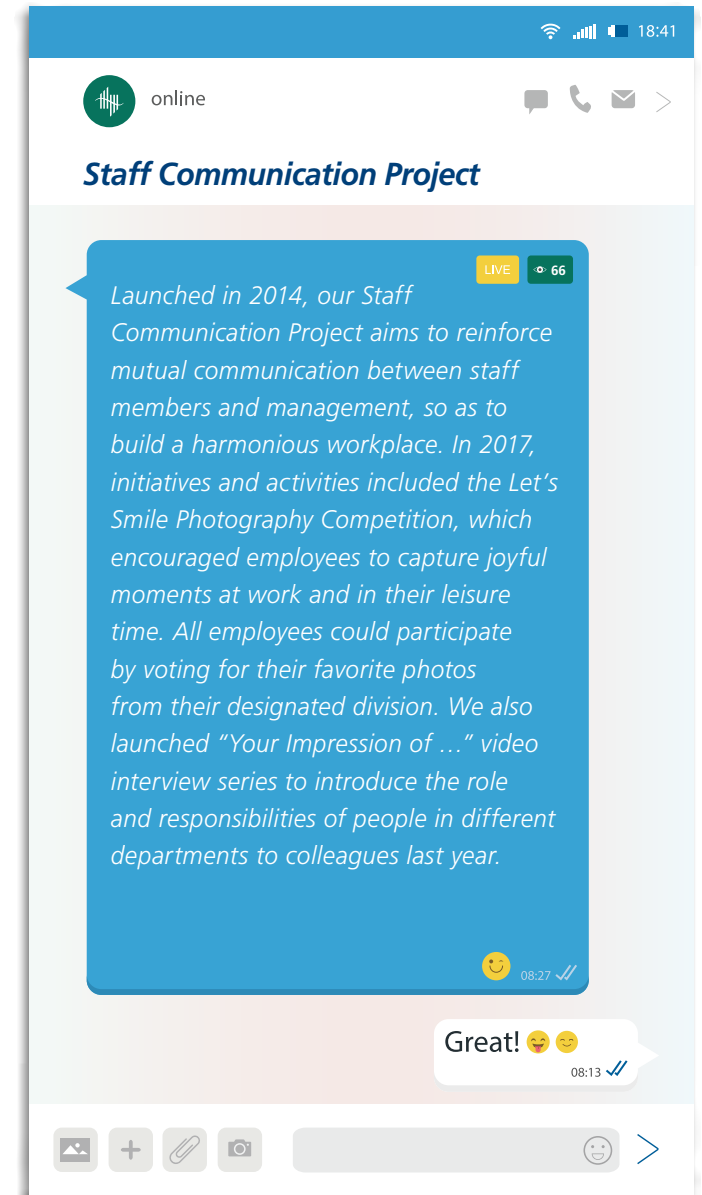 18:41
online
Staff Communication Project
LIVE 66
Launched in 2014, our Staff
Communication Project aims to reinforce
mutual communication between staff
members and management, so as to
build a harmonious workplace. In 2017,
initiatives and activities included the Let’s
Smile Photography Competition, which
encouraged employees to capture joyful
moments at work and in their leisure
time. All employees could participate
by voting for their favorite photos
from their designated division. We also
launched “Your Impression of …” video
interview series to introduce the role
and responsibilities of people in different
departments to colleagues last year.
08:27
Great!
08:13